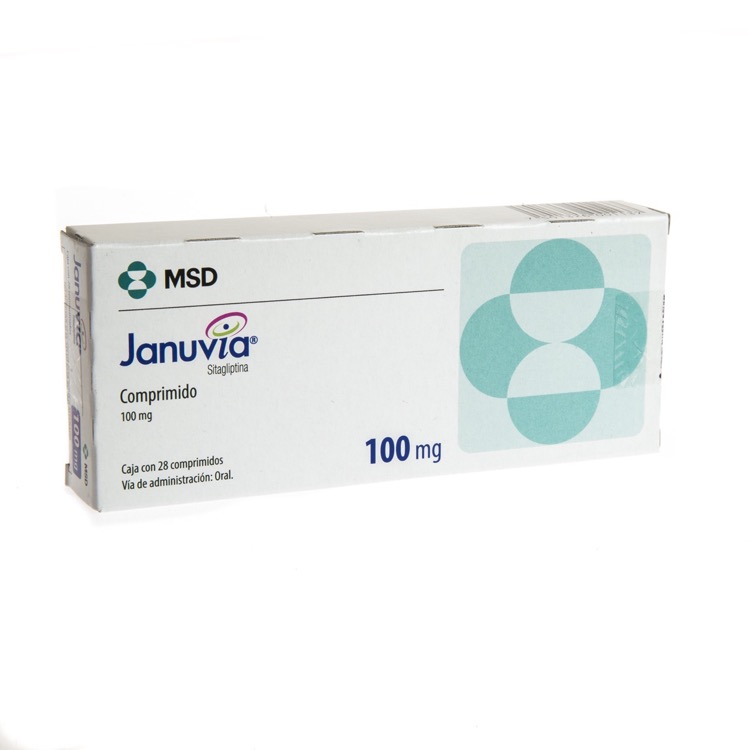 MSD
Januvia®
Sitagliptina
Comprimido
100 mg
Caja con 28 comprimidos
Vía de administración: Oral.
100 mg
Januvia
100 mg
MSD